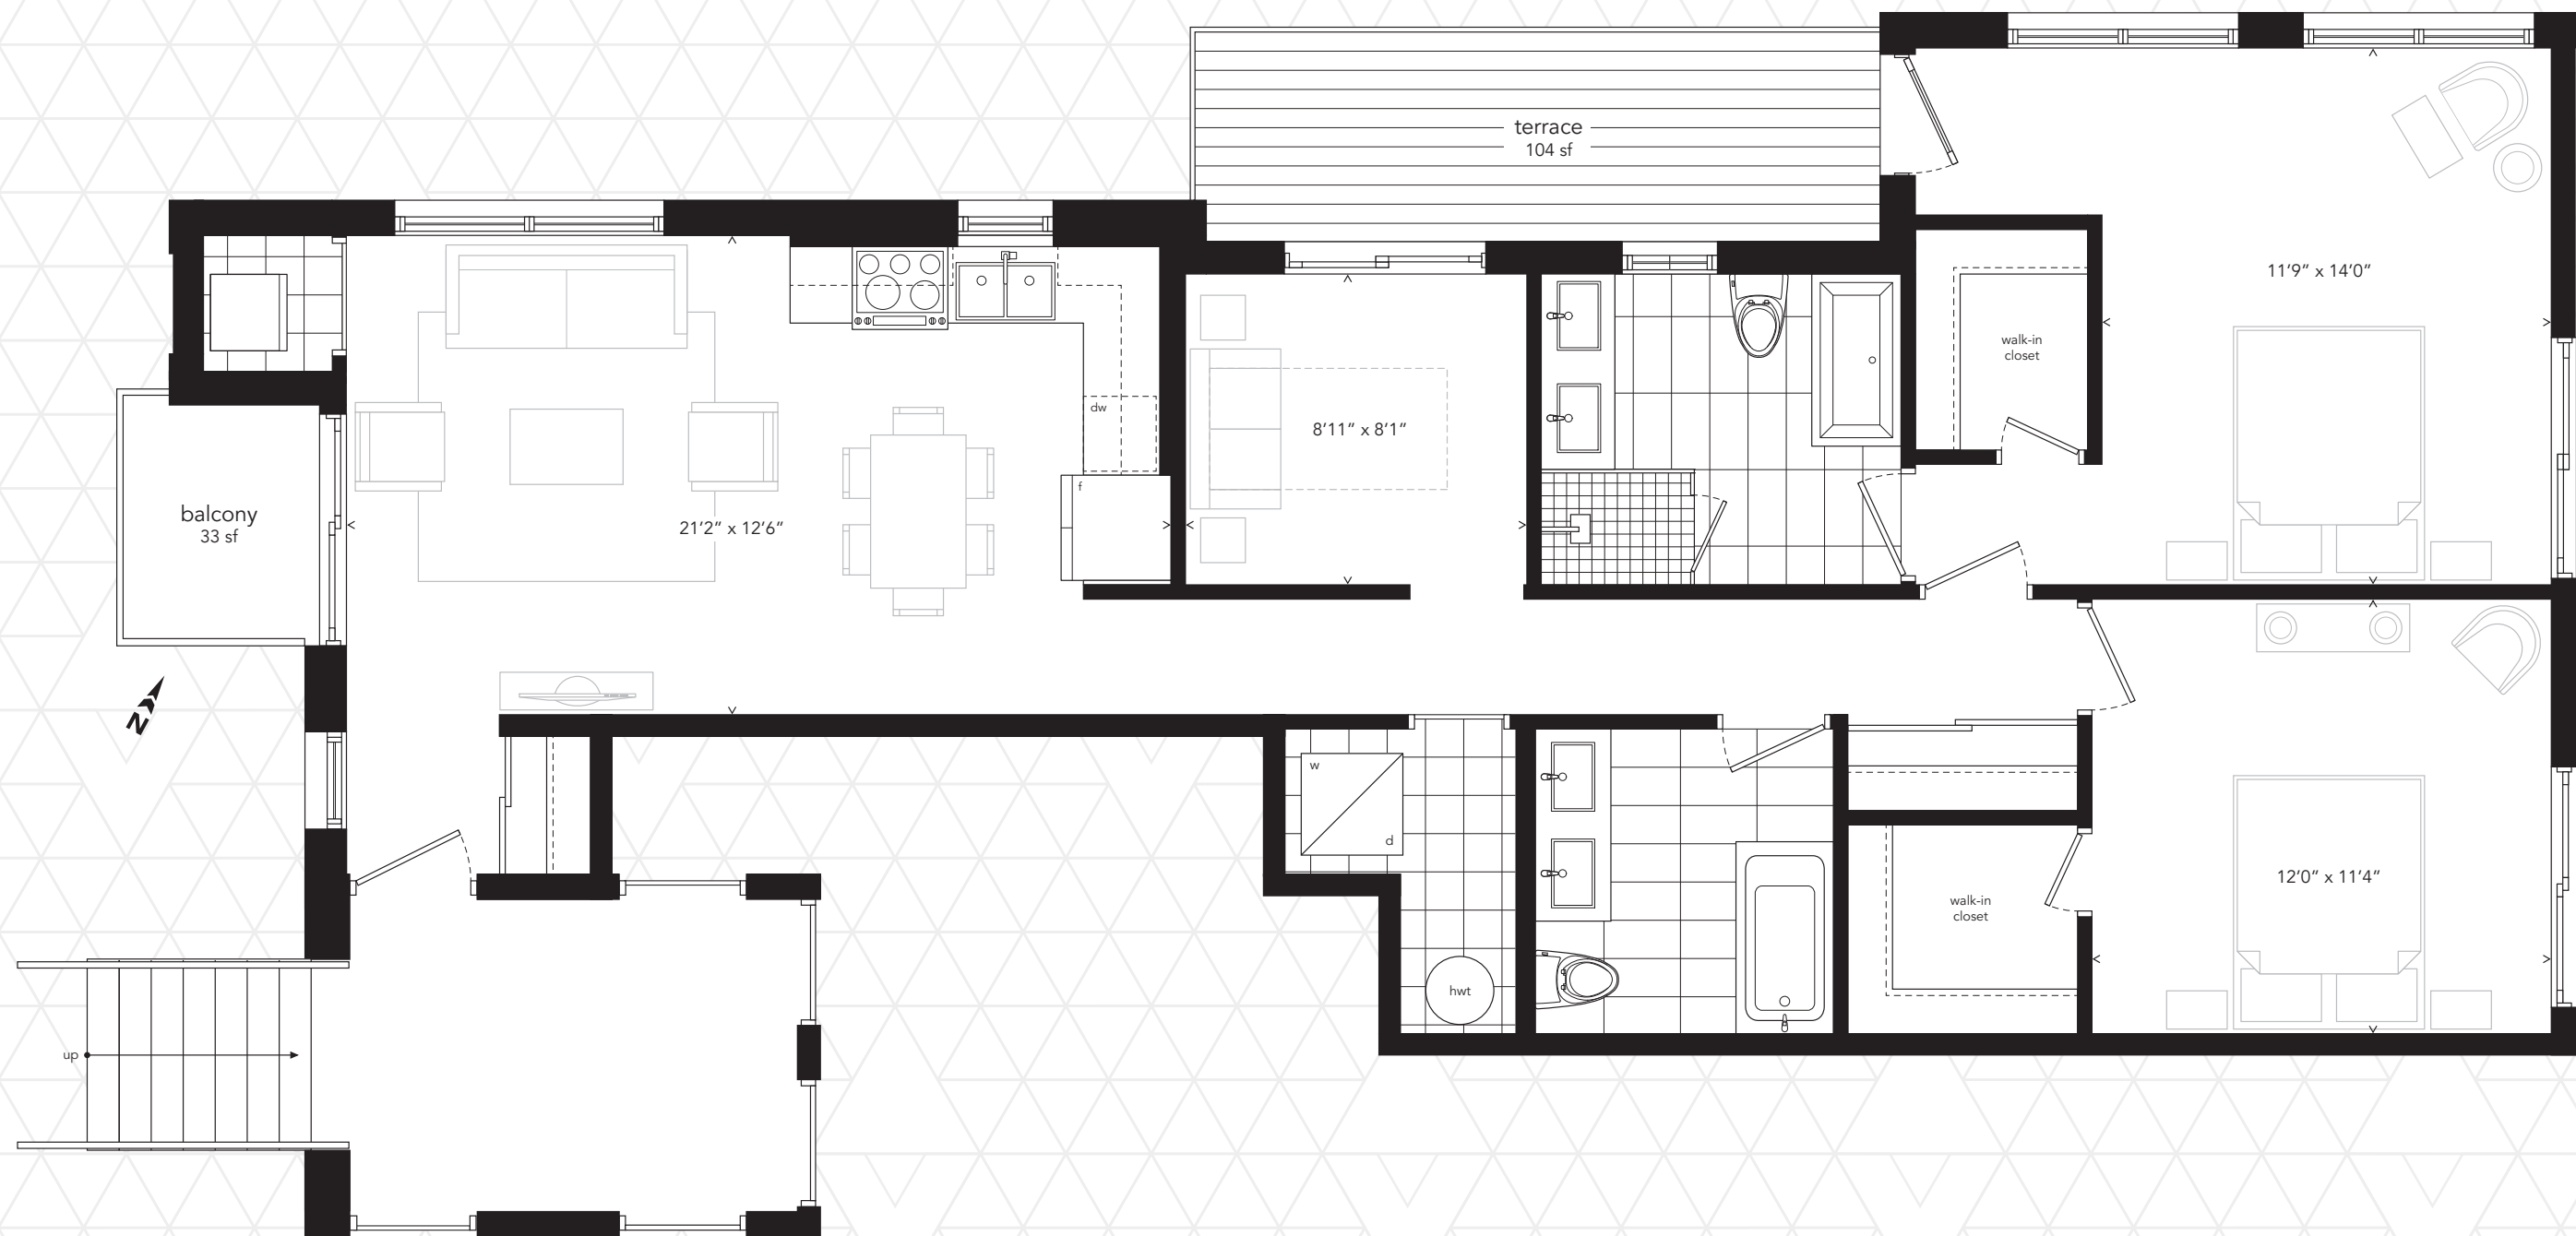 terrace
104 sf
11'9" x 14'0"
walk-in
closet
dw
8'11" x 8'1"
f
balcony
33 sf
21'2" x 12'6"
N
w
d
12'0" x 11'4"
walk-in
closet
hwt
up